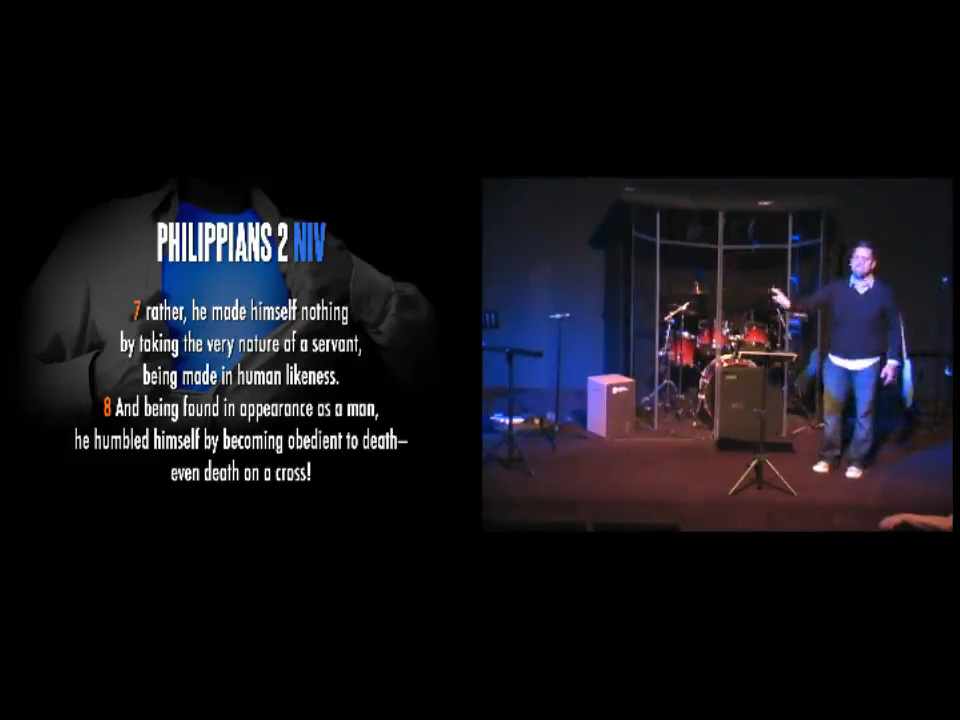 PHILIPPIANS 2 NIV
7 rather, he made himself nothing
by taking the very nature of a servant,
being made in human likeness.
8 And being found in appearance as a man,
he humbled himself by becoming obedient to death–
even death on a cross!